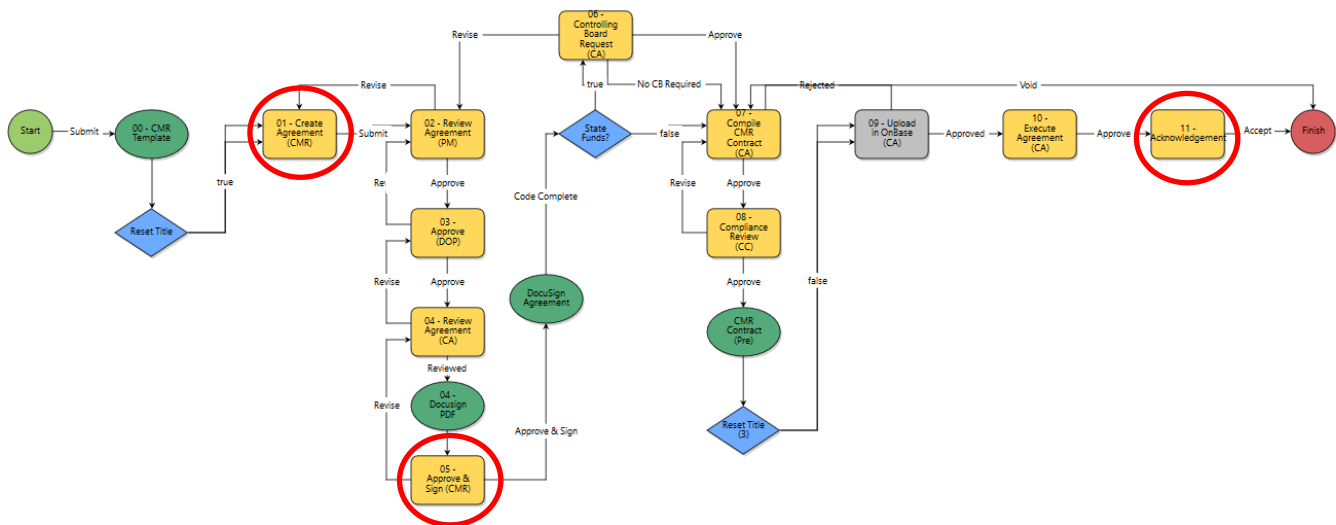 06 -
Controlling
Board
Request
(CA)
Revise
Approve
true
No CB Required
Revise
Rejected
Void
Start
Submit
00 - CMR
Template
01 - Create
Agreement
(CMR)
Submit
02 - Review
Agreement
(PM)
State
Funds?
false
07 -
Compile
CMR
Contract
(CA)
09 - Upload
in OnBase
(CA)
Approved
10 -
Execute
Agreement
(CA)
Approve
11 -
Acknowledgement
Accept
Finish
true
Approve
Revise
Approve
Code Complete
Reset Title
03 -
Approve
(DOP)
08 -
Compliance
Review
(CC)
Revise
Approve
Approve
false
DocuSign
Agreement
04 - Review
Agreement
(CA)
CMR
Contract
(Pre)
Reviewed
04 -
Docusign
PDF
Revise
Approve & Sign
Reset Title
(3)
05 -
Approve &
Sign (CMR)